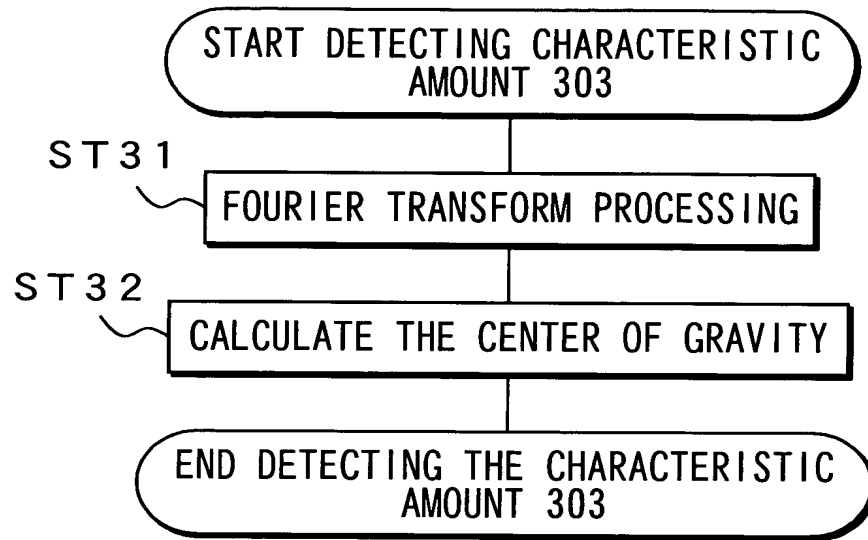 START DETECTING CHARACTERISTIC
AMOUNT 303
ST31
FOURIER TRANSFORM PROCESSING
ST32
CALCULATE THE CENTER OF GRAVITY
END DETECTING THE CHARACTERISTIC
AMOUNT 303